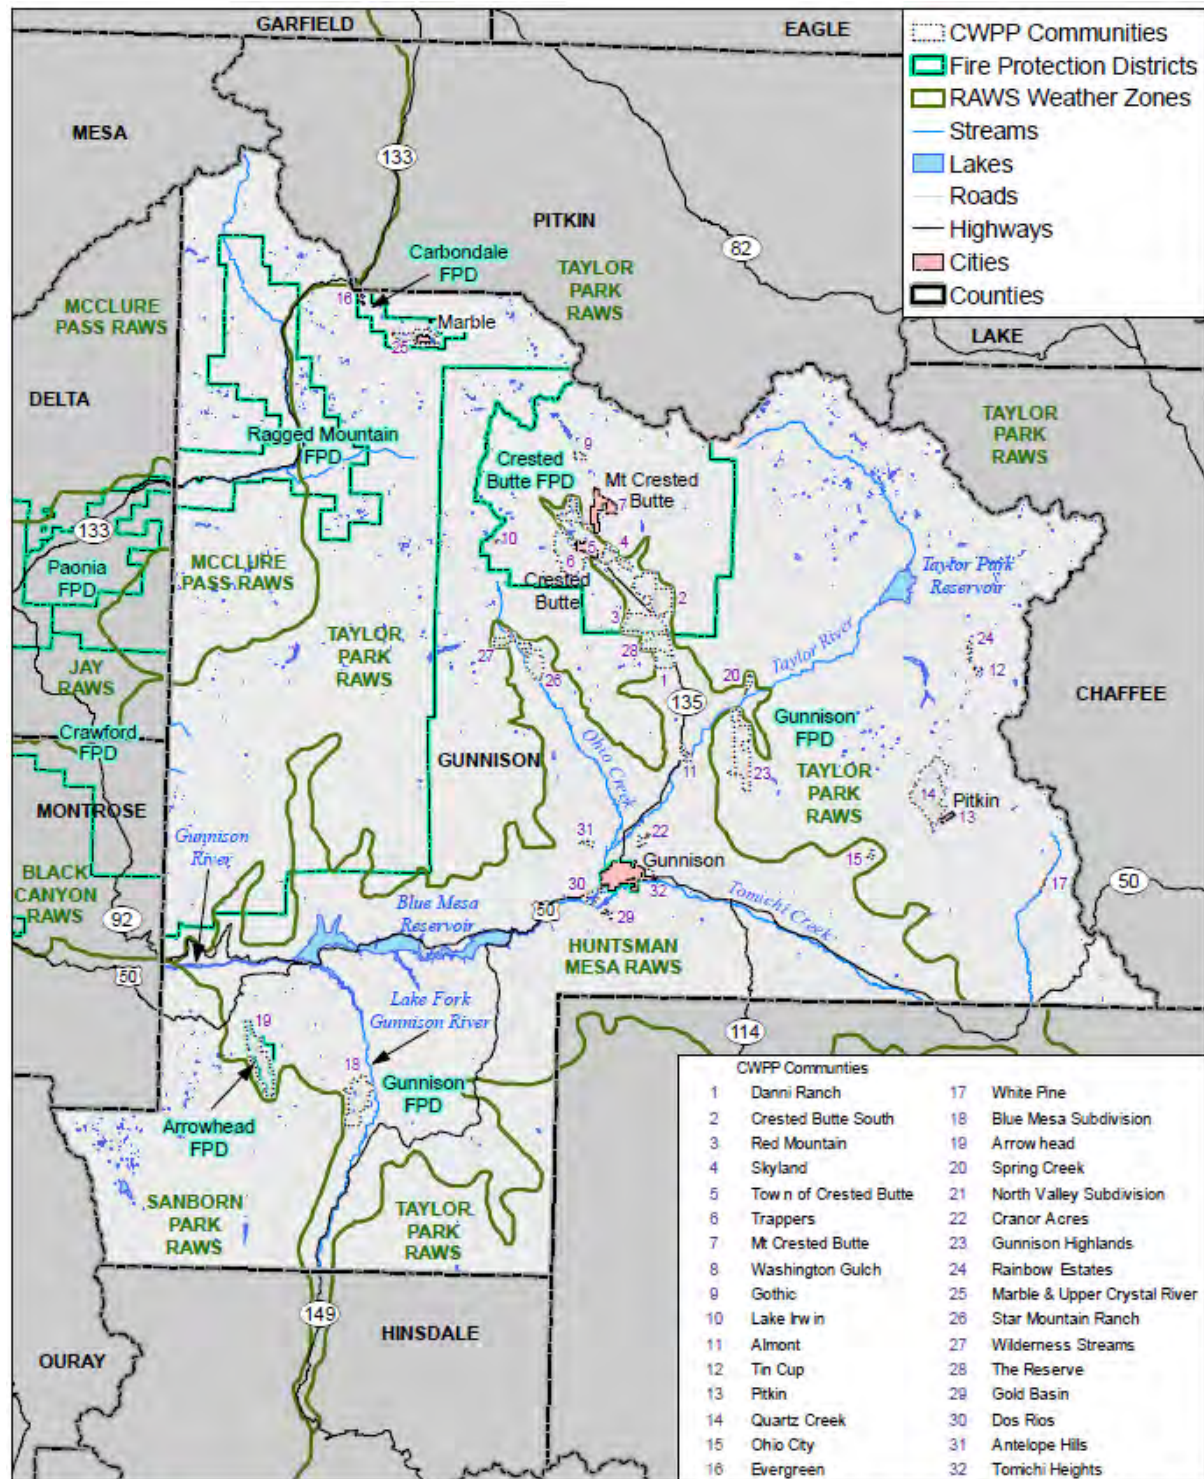 GARFIELD
EAGLE
CWPP Communities
Fire Protection Districts
RAWS Weather Zones
Streams
Lakes
Roads
Highways
Cities
Counties
MESA
133
PITKIN
82
Carbondale
FPD
TAYLOR
PARK
RAWS
MCCLURE
PASS RAWS
16
Marble
25
LAKE
DELTA
TAYLOR
PARK
RAWS
Ragged Mountain
FPD
Crested
Butte FPD
9
Mt Crested
Butte
7
133
10
5
4
6
Paonia
FPD
MCCLURE
PASS RAWS
Crested
Butte
2
3
Taylor Park
Reservoir
TAYLOR
PARK
RAWS
27
26
28
1
20
Taylor River
24
12
JAY
RAWS
135
CHAFFEE
Crawford
FPD
Gunnison
FPD
GUNNISON
Ohio Creek
11
23
TAYLOR
PARK
RAWS
MONTROSE
14
Pitkin
13
Gunnison
River
31
22
15
Gunnison
BLACK
CANYON
RAWS
17
50
30
32
Tomichi Creek
92
Blue Mesa
Reservoir
50
29
HUNTSMAN
MESA RAWS
50
Lake Fork
Gunnison River
19
114
18
Gunnison
FPD
Arrowhead
FPD
SANBORN
PARK
RAWS
TAYLOR
PARK
RAWS
149
HINSDALE
OURAY
CWPP Communties
1 Danni Ranch
2 Crested Butte South
3 Red Mountain
4 Skyland
5 Town of Crested Butte
6 Trappers
7 Mt Crested Butte
8 Washington Gulch
9 Gothic
10 Lake Irwin
11 Almont
12 Tin Cup
13 Pitkin
14 Quartz Creek
15 Ohio City
16 Evergreen
17 White Pine
18 Blue Mesa Subdivision
19 Arrowhead
20 Spring Creek
21 North Valley Subdivision
22 Cranor Acres
23 Gunnison Highlands
24 Rainbow Estates
25 Marble & Upper Crystal River
26 Star Mountain Ranch
27 Wilderness Streams
28 The Reserve
29 Gold Basin
30 Dos Rios
31 Antelope Hills
32 Tomichi Heights